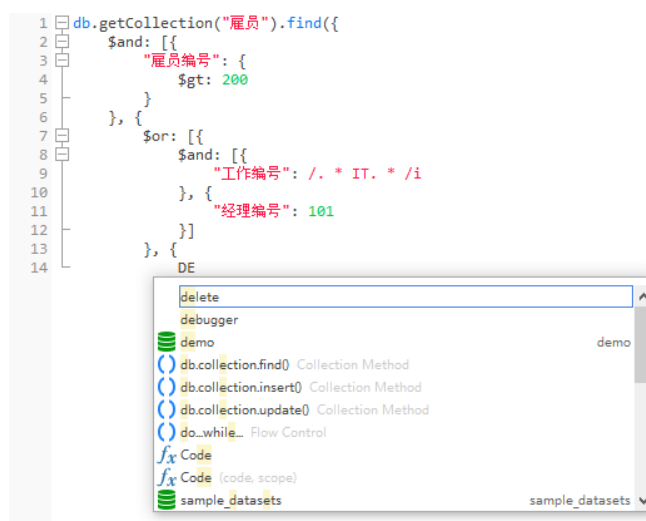 1 db.getCollection("雇员").find({
2 $and: [{
3 "雇员编号": {
4 $gt: 200
5 }
6 }, {
7 $or: [{
8 $and: [{
9 "工作编号": /. * IT. * /i
10 }, {
11 "经理编号": 101
12 }]
13 }, {
14 DE
delete
debugger
demo demo
db.collection.find() Collection Method
db.collection.insert() Collection Method
db.collection.update() Collection Method
do...while... Flow Control
fx Code
fx Code (code, scope)
sample_datasets sample_datasets